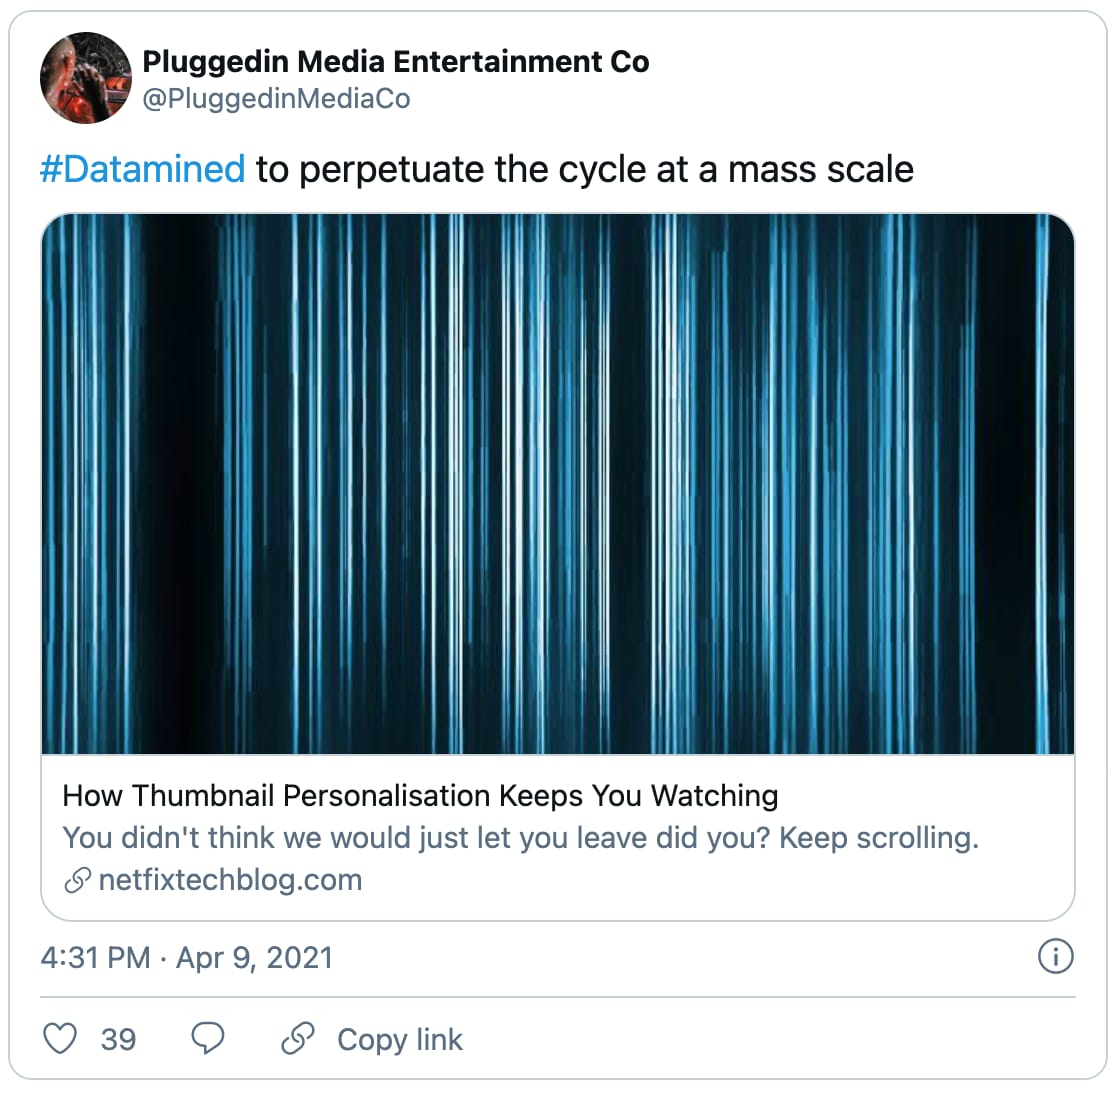 Pluggedin Media Entertainment Co
@PluggedinMediaCo
#Datamined to perpetuate the cycle at a mass scale
How Thumbnail Personalisation Keeps You Watching
You didn't think we would just let you leave did you? Keep scrolling.
netfixtechblog.com
4:31 PM · Apr 9, 2021
39 Copy link